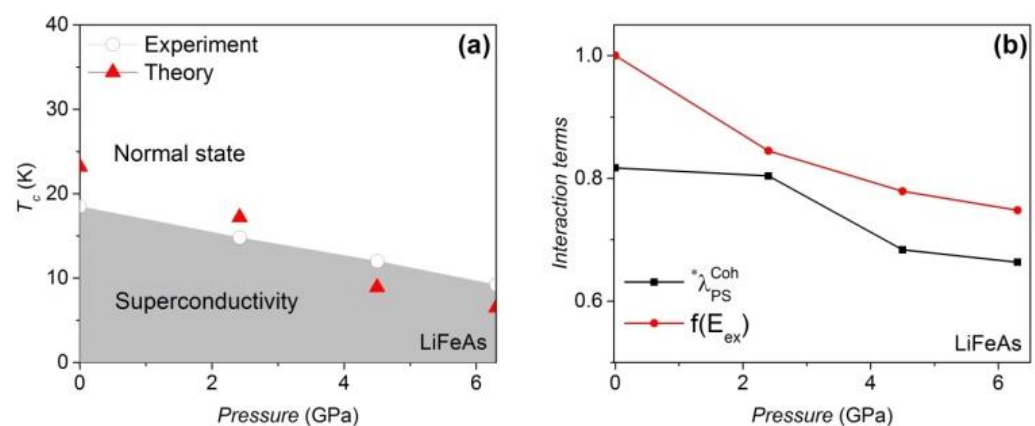 (a)
Experiment
Theory
Normal state
Superconductivity
LiFeAs
40
30
20
10
0
T_c (K)
0 2 4 6
Pressure (GPa)
(b)
*λ_PS^Coh
f(E_ex)
LiFeAs
1.0
0.8
0.6
Interaction terms
0 2 4 6
Pressure (GPa)